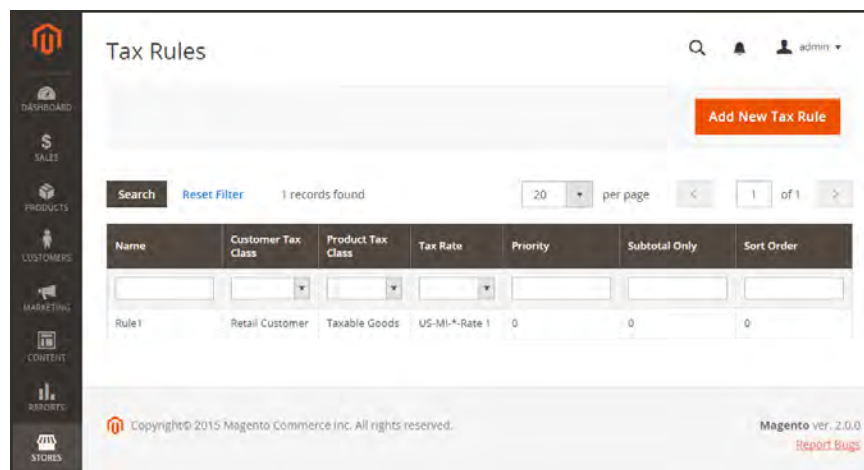 Tax Rules
admin
DASHBOARD
Add New Tax Rule
SALES
Search Reset Filter 1 records found 20 per page < 1 of 1 >
PRODUCTS
Name Customer Tax Class Product Tax Class Tax Rate Priority Subtotal Only Sort Order
CUSTOMERS
MARKETING
Rule1 Retail Customer Taxable Goods US-MI-*-Rate 1 0 0 0
CONTENT
REPORTS
Copyright© 2015 Magento Commerce Inc. All rights reserved.
Magento ver. 2.0.0
STORES
Report Bugs